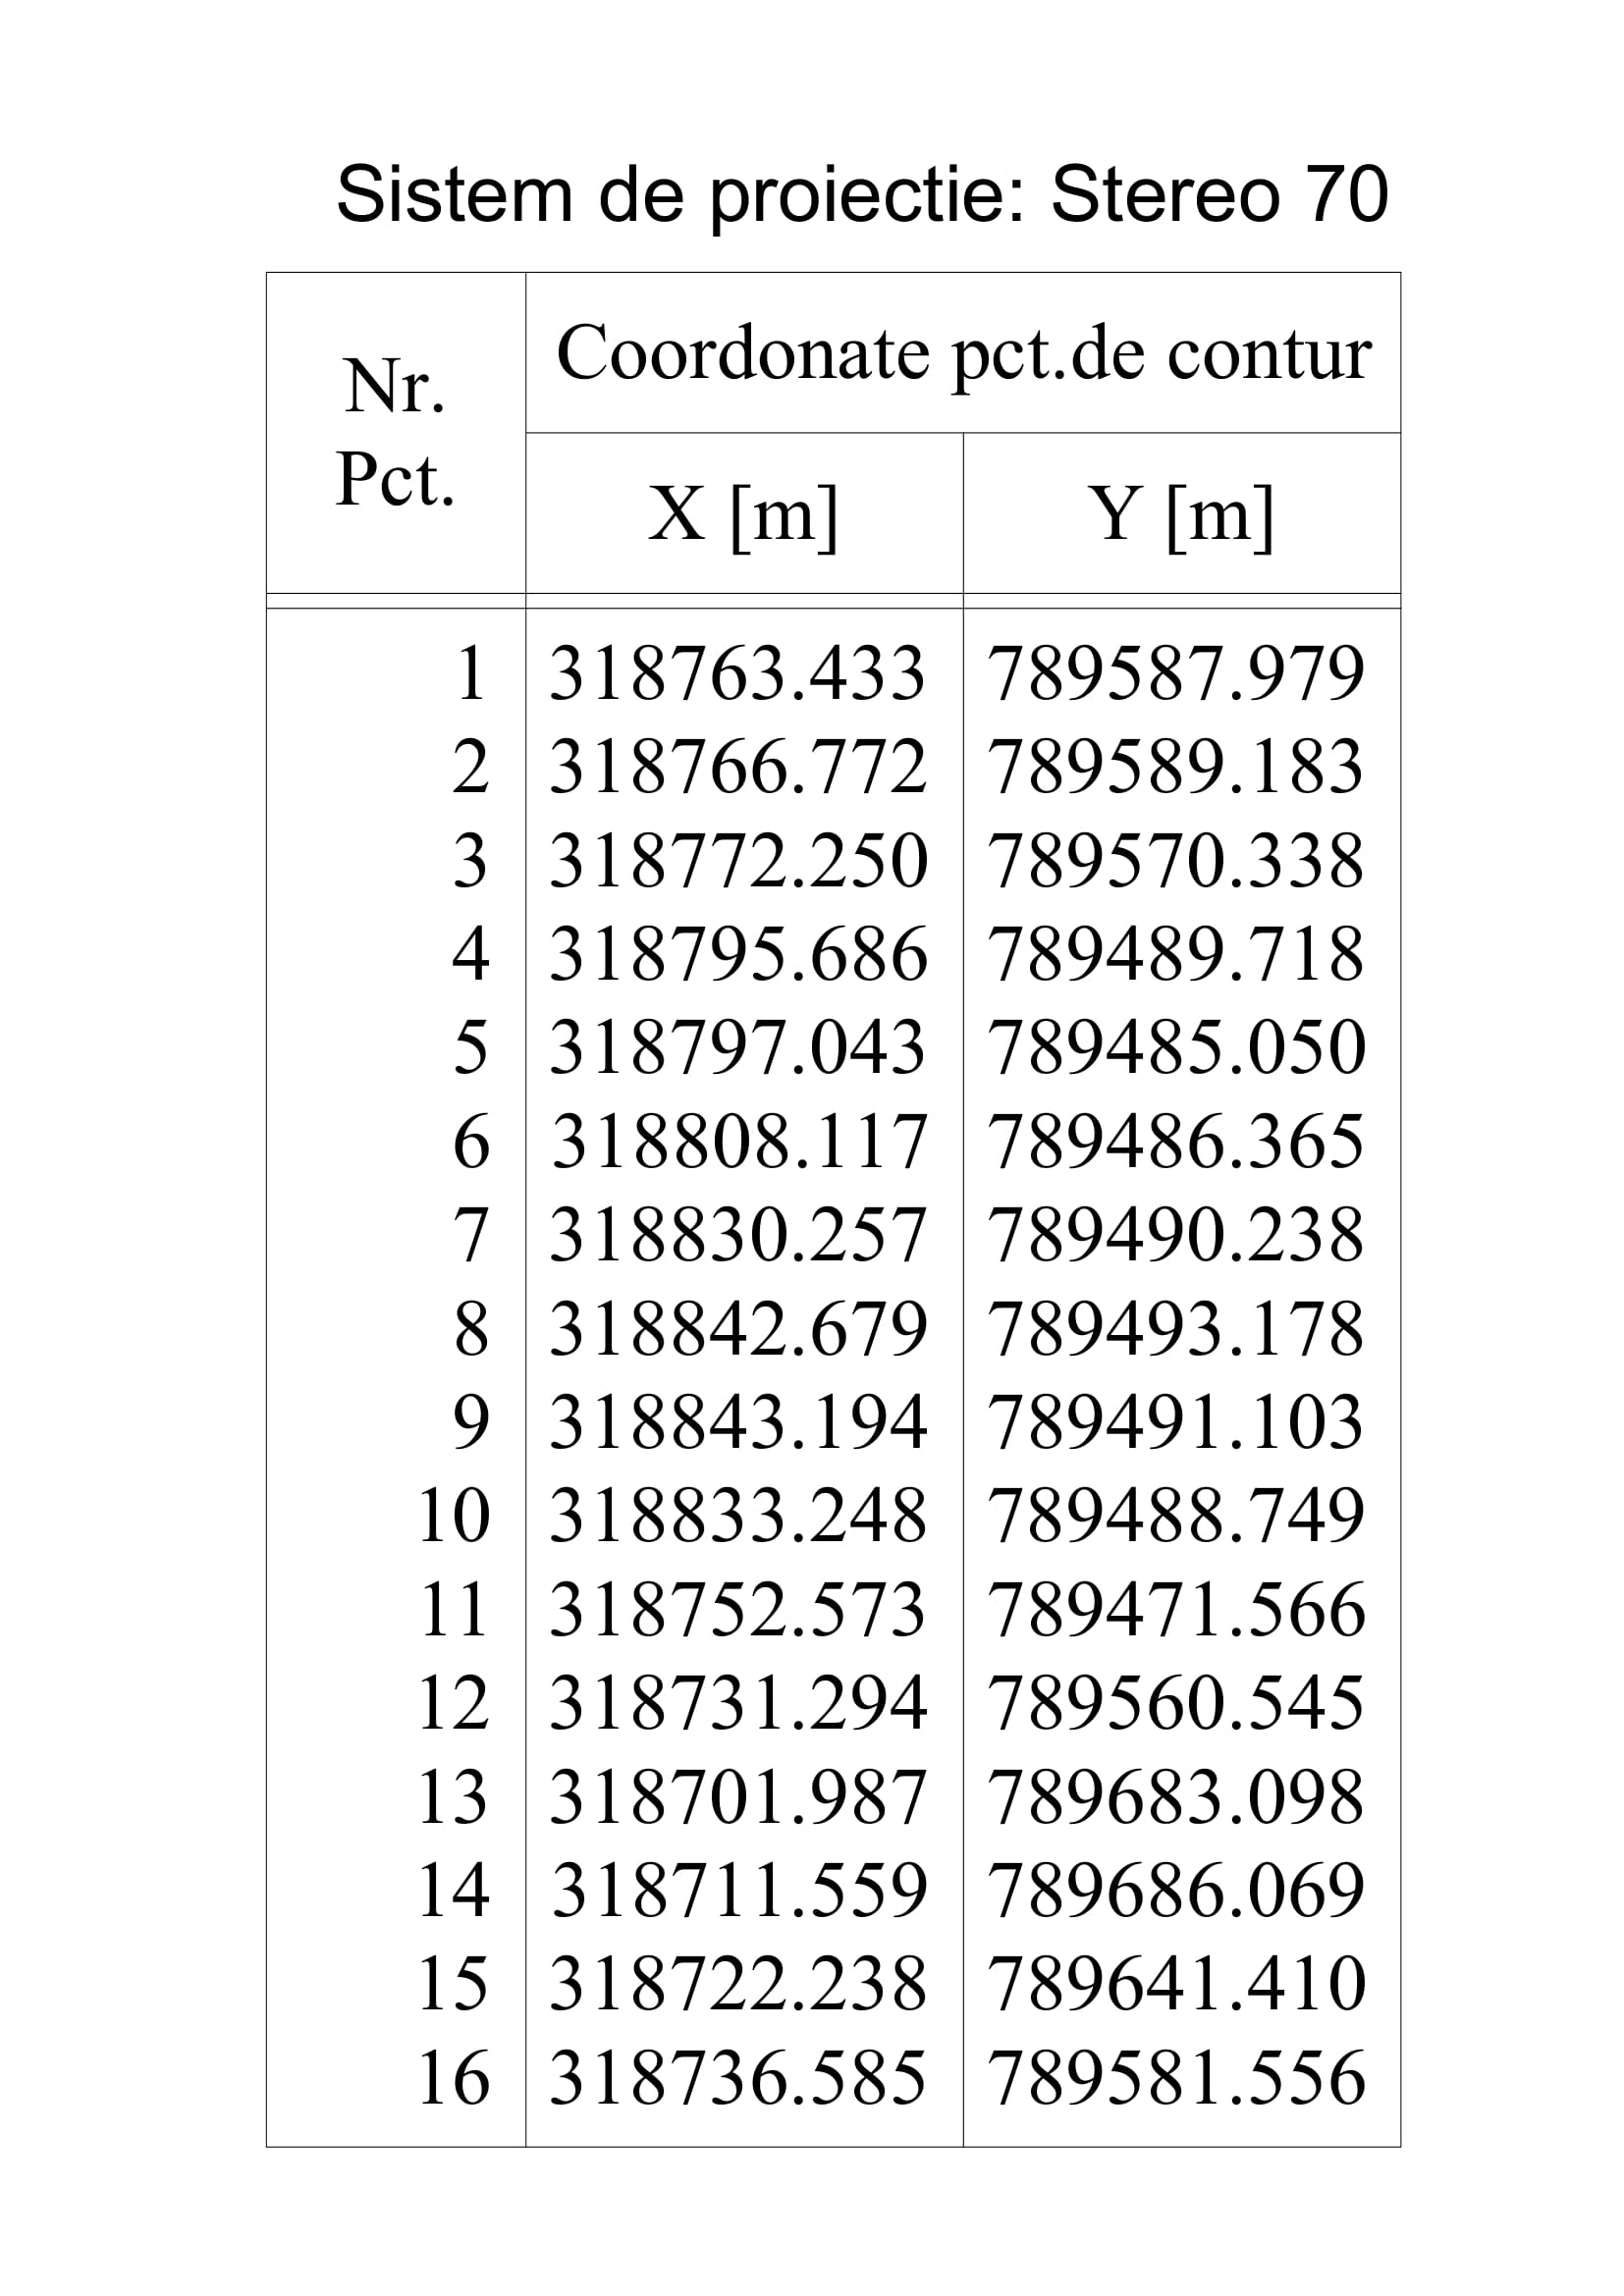 Sistem de proiectie: Stereo 70
Nr.
Pct.
Coordonate pct.de contur
X [m] Y [m]
1 318763.433 789587.979
2 318766.772 789589.183
3 318772.250 789570.338
4 318795.686 789489.718
5 318797.043 789485.050
6 318808.117 789486.365
7 318830.257 789490.238
8 318842.679 789493.178
9 318843.194 789491.103
10 318833.248 789488.749
11 318752.573 789471.566
12 318731.294 789560.545
13 318701.987 789683.098
14 318711.559 789686.069
15 318722.238 789641.410
16 318736.585 789581.556